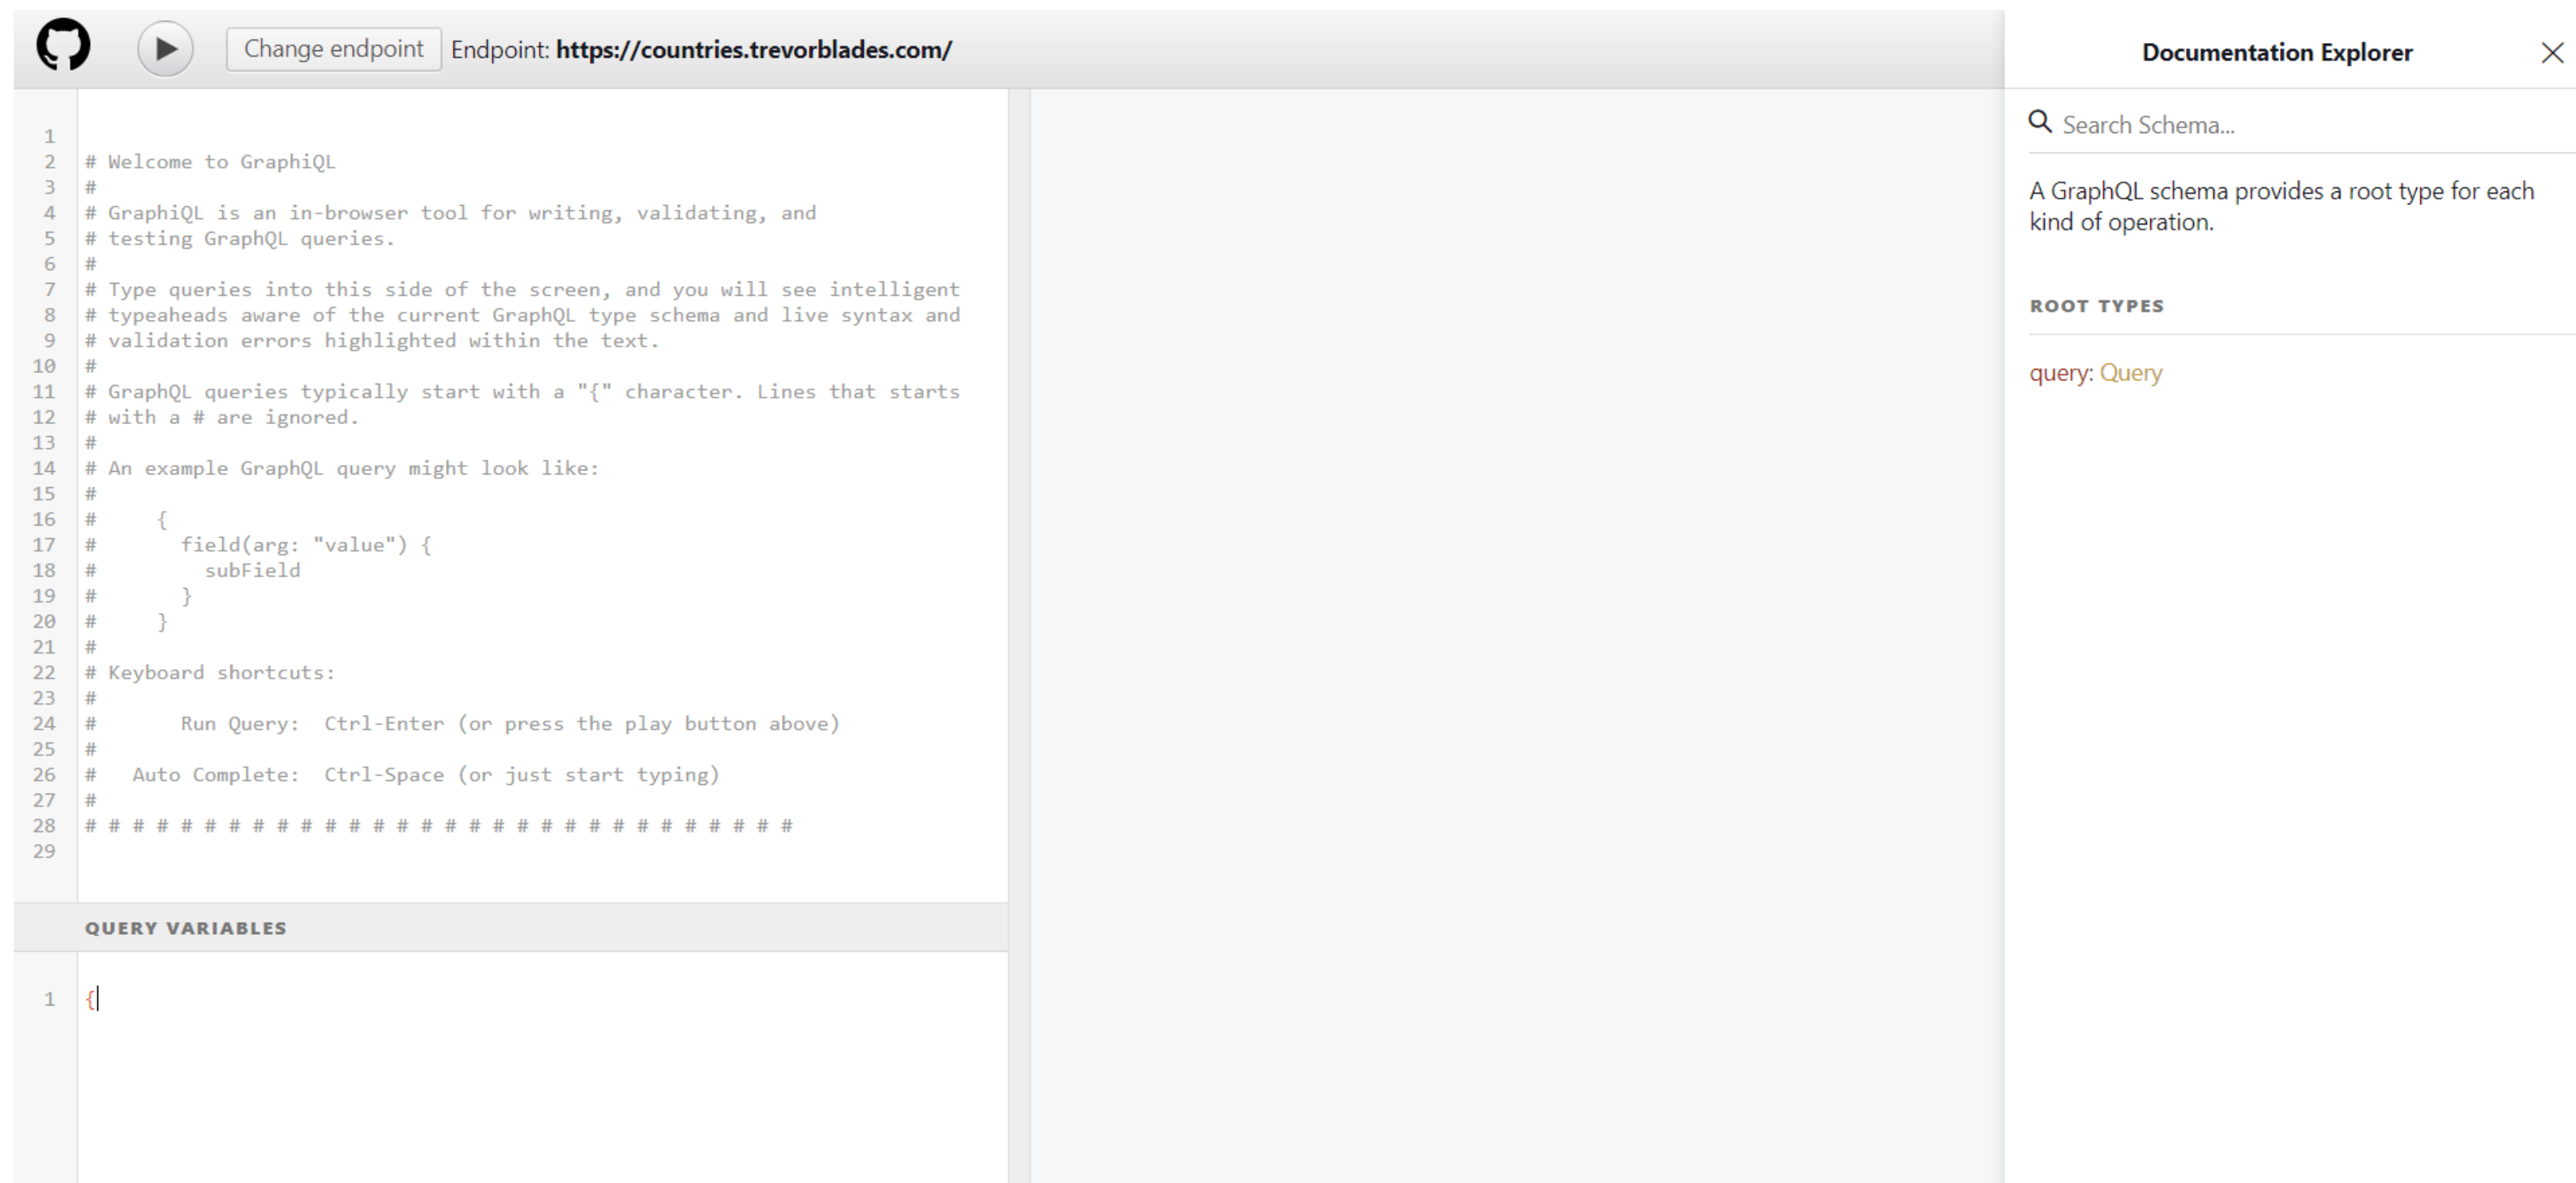 Change endpoint Endpoint: https://countries.trevorblades.com/
1
2 # Welcome to GraphiQL
3 #
4 # GraphiQL is an in-browser tool for writing, validating, and
5 # testing GraphQL queries.
6 #
7 # Type queries into this side of the screen, and you will see intelligent
8 # typeaheads aware of the current GraphQL type schema and live syntax and
9 # validation errors highlighted within the text.
10 #
11 # GraphQL queries typically start with a "{" character. Lines that starts
12 # with a # are ignored.
13 #
14 # An example GraphQL query might look like:
15 #
16 #     {
17 #       field(arg: "value") {
18 #         subField
19 #       }
20 #     }
21 #
22 # Keyboard shortcuts:
23 #
24 #       Run Query:  Ctrl-Enter (or press the play button above)
25 #
26 #   Auto Complete:  Ctrl-Space (or just start typing)
27 #
28 # # # # # # # # # # # # # # # # # # # # # # # # # # # # # #
29
QUERY VARIABLES
1 {
Documentation Explorer
Search Schema...
A GraphQL schema provides a root type for each
kind of operation.
ROOT TYPES
query: Query